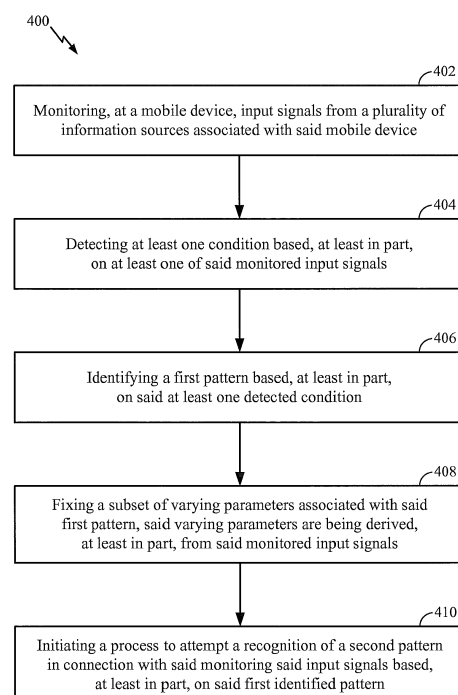 400
402
Monitoring, at a mobile device, input signals from a plurality of
information sources associated with said mobile device
404
Detecting at least one condition based, at least in part,
on at least one of said monitored input signals
406
Identifying a first pattern based, at least in part,
on said at least one detected condition
408
Fixing a subset of varying parameters associated with said
first pattern, said varying parameters are being derived,
at least in part, from said monitored input signals
410
Initiating a process to attempt a recognition of a second pattern
in connection with said monitoring said input signals based,
at least in part, on said first identified pattern